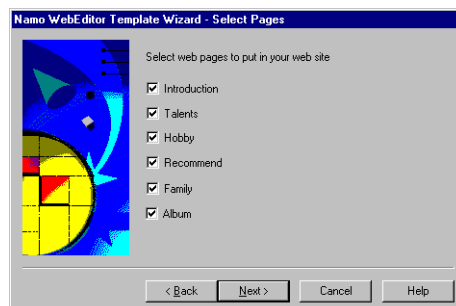 Namo WebEditor Template Wizard - Select Pages
Select web pages to put in your web site
Introduction
Talents
Hobby
Recommend
Family
Album
< Back Next > Cancel Help